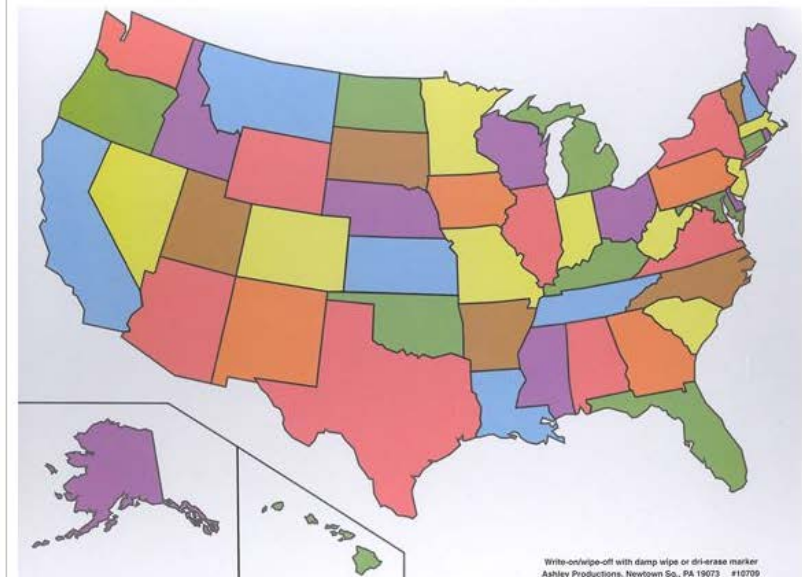 Write-on/wipe-off with damp wipe or dri-erase marker
Ashley Productions, Newtown Sq., PA 19073 #10709